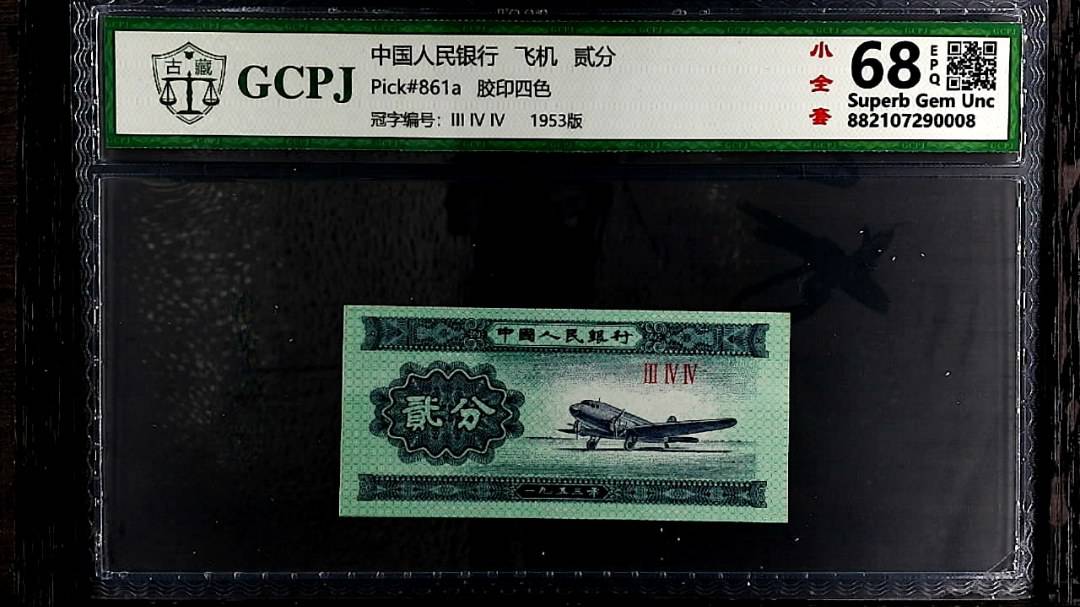 中国人民银行 飞机 贰分
Pick#861a 胶印四色
冠字编号：Ⅲ Ⅳ Ⅳ 1953版
古藏
GCPJ
小全套
68
EPQ
Superb Gem Unc
882107290008
中國人民銀行
Ⅲ Ⅳ Ⅳ
貳分
一九五三年